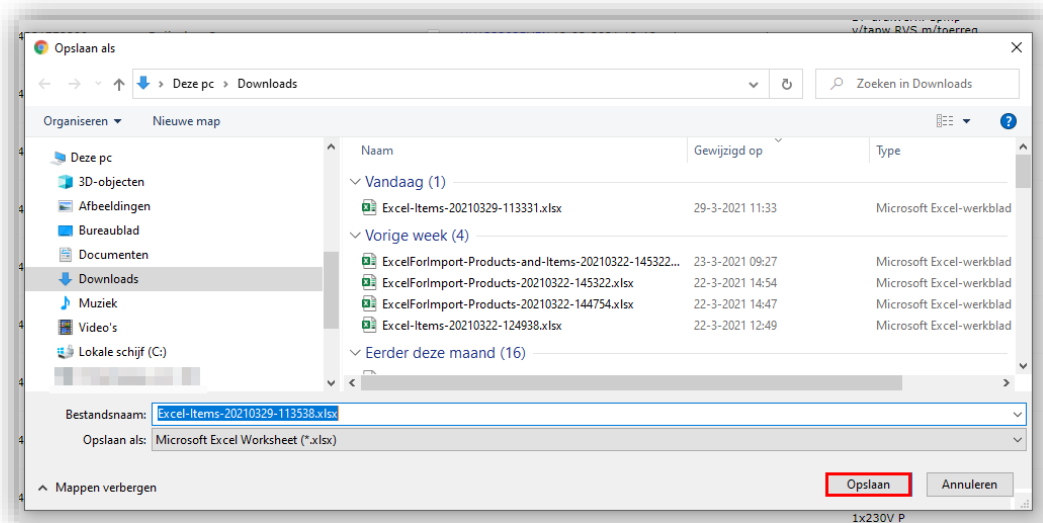 v/tapw RVS m/toerreg
Opslaan als
Deze pc > Downloads
Zoeken in Downloads
Organiseren
Nieuwe map
Deze pc
3D-objecten
Afbeeldingen
Bureaublad
Documenten
Downloads
Muziek
Video's
Lokale schijf (C:)
Naam Gewijzigd op Type
Vandaag (1)
Excel-Items-20210329-113331.xlsx 29-3-2021 11:33 Microsoft Excel-werkblad
Vorige week (4)
ExcelForImport-Products-and-Items-20210322-145322... 23-3-2021 09:27 Microsoft Excel-werkblad
ExcelForImport-Products-20210322-145322.xlsx 22-3-2021 14:54 Microsoft Excel-werkblad
ExcelForImport-Products-20210322-144754.xlsx 22-3-2021 14:47 Microsoft Excel-werkblad
Excel-Items-20210322-124938.xlsx 22-3-2021 12:49 Microsoft Excel-werkblad
Eerder deze maand (16)
Bestandsnaam: Excel-Items-20210329-113538.xlsx
Opslaan als: Microsoft Excel Worksheet (*.xlsx)
Mappen verbergen
Opslaan
Annuleren
1x230V P